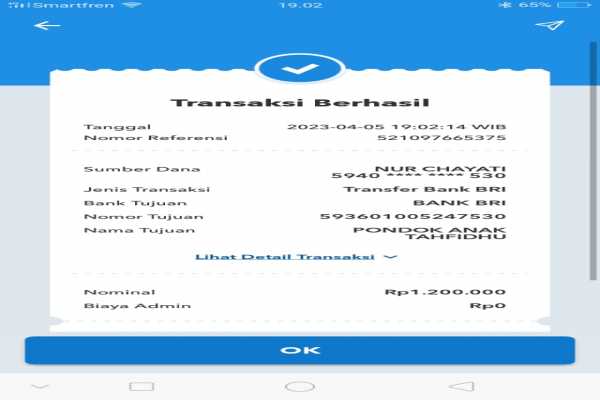 Smartfren 19.02 65%
Transaksi Berhasil
Tanggal 2023-04-05 19:02:14 WIB
Nomor Referensi 521097665375
Sumber Dana NUR CHAYATI
5940 **** **** 530
Jenis Transaksi Transfer Bank BRI
Bank Tujuan BANK BRI
Nomor Tujuan 593601005247530
Nama Tujuan PONDOK ANAK
TAHFIDHU
Lihat Detail Transaksi
Nominal Rp1.200.000
Biaya Admin Rp0
OK